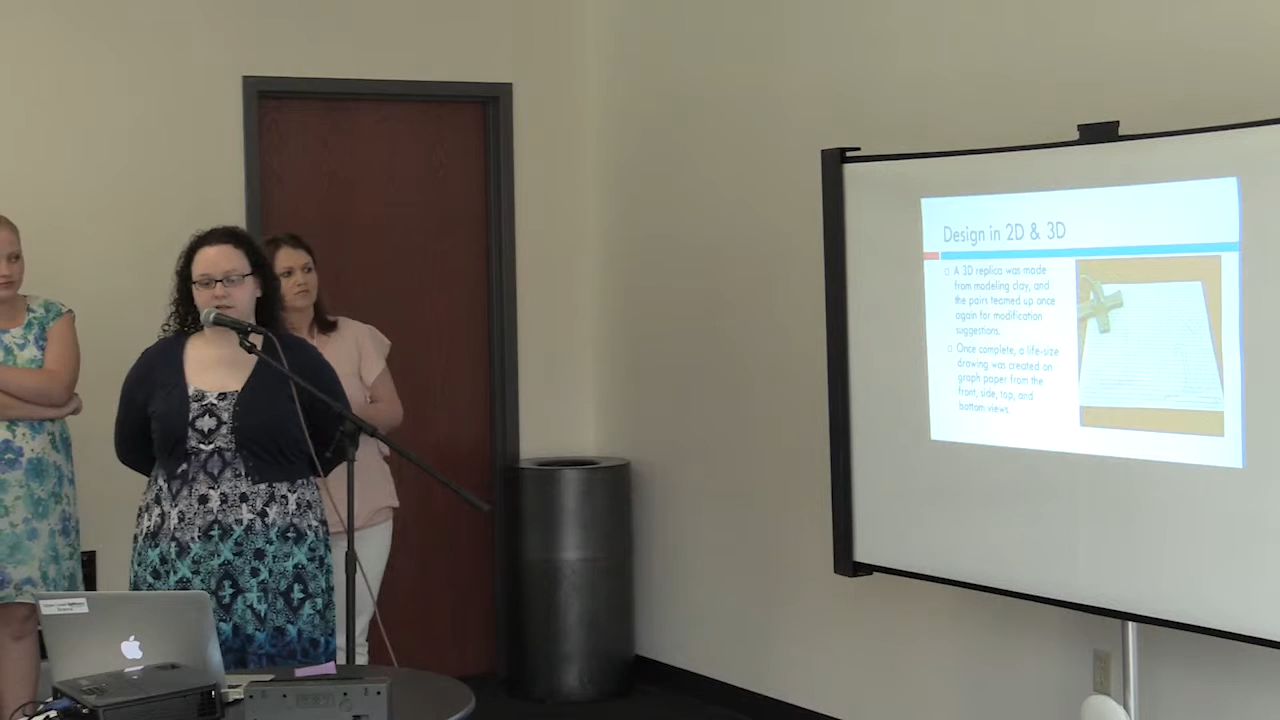 Design in 2D & 3D
A 3D replica was made
from modeling clay, and
the pairs teamed up once
again for modification
suggestions.
Once complete, a life-size
drawing was created on
graph paper from the
front, side, top, and
bottom views.